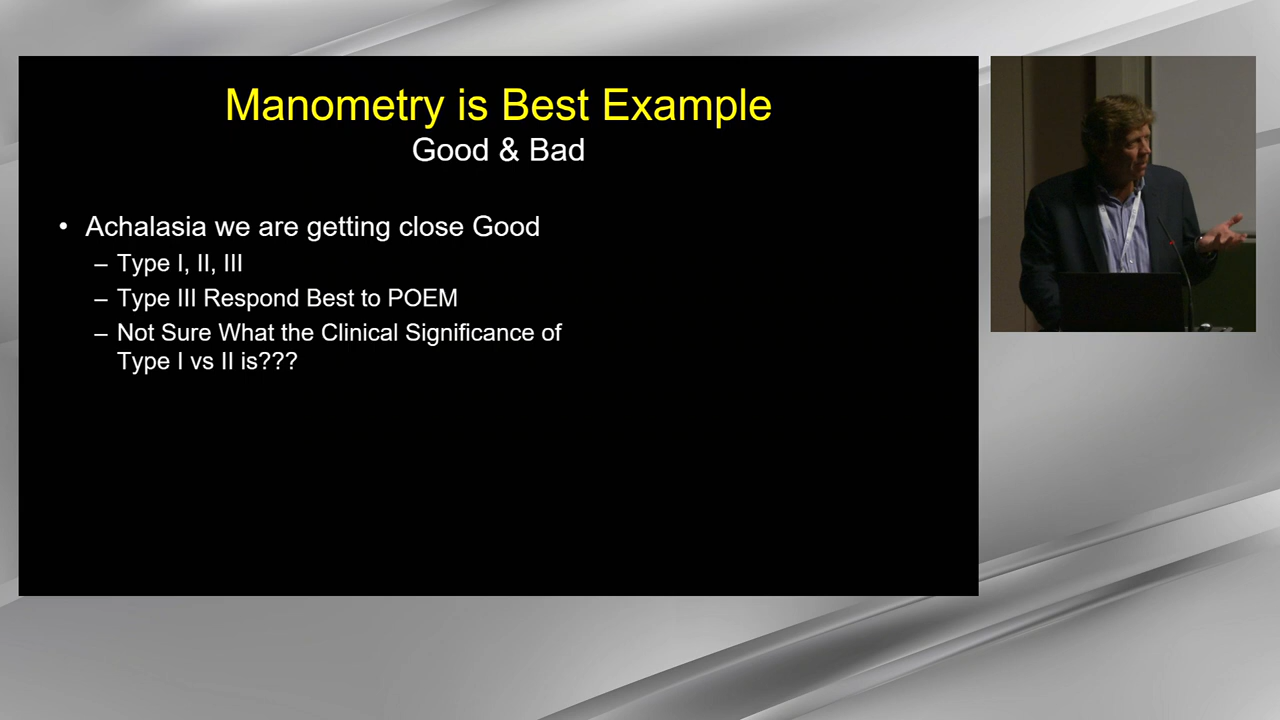 Manometry is Best Example
Good & Bad
• Achalasia we are getting close Good
– Type I, II, III
– Type III Respond Best to POEM
– Not Sure What the Clinical Significance of
Type I vs II is???